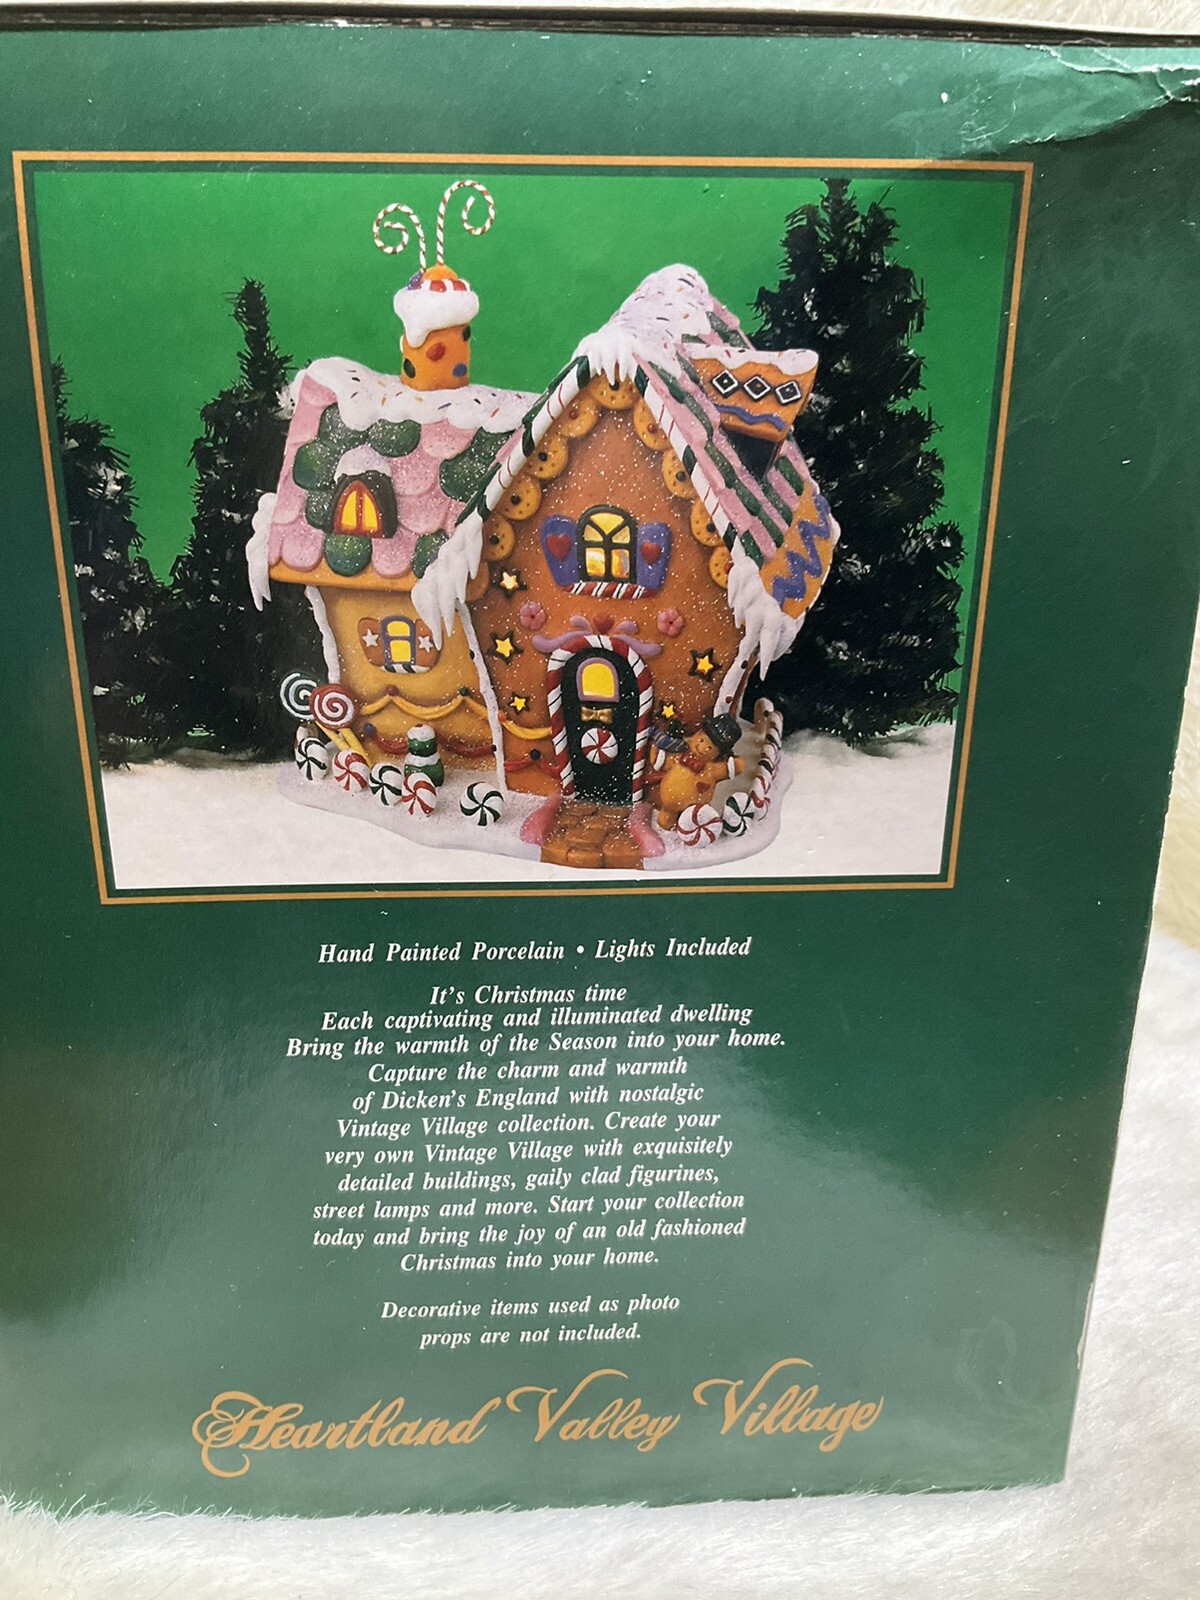 Hand Painted Porcelain • Lights Included
It's Christmas time
Each captivating and illuminated dwelling
Bring the warmth of the Season into your home.
Capture the charm and warmth
of Dicken's England with nostalgic
Vintage Village collection. Create your
very own Vintage Village with exquisitely
detailed buildings, gaily clad figurines,
street lamps and more. Start your collection
today and bring the joy of an old fashioned
Christmas into your home.
Decorative items used as photo
props are not included.
Heartland Valley Village